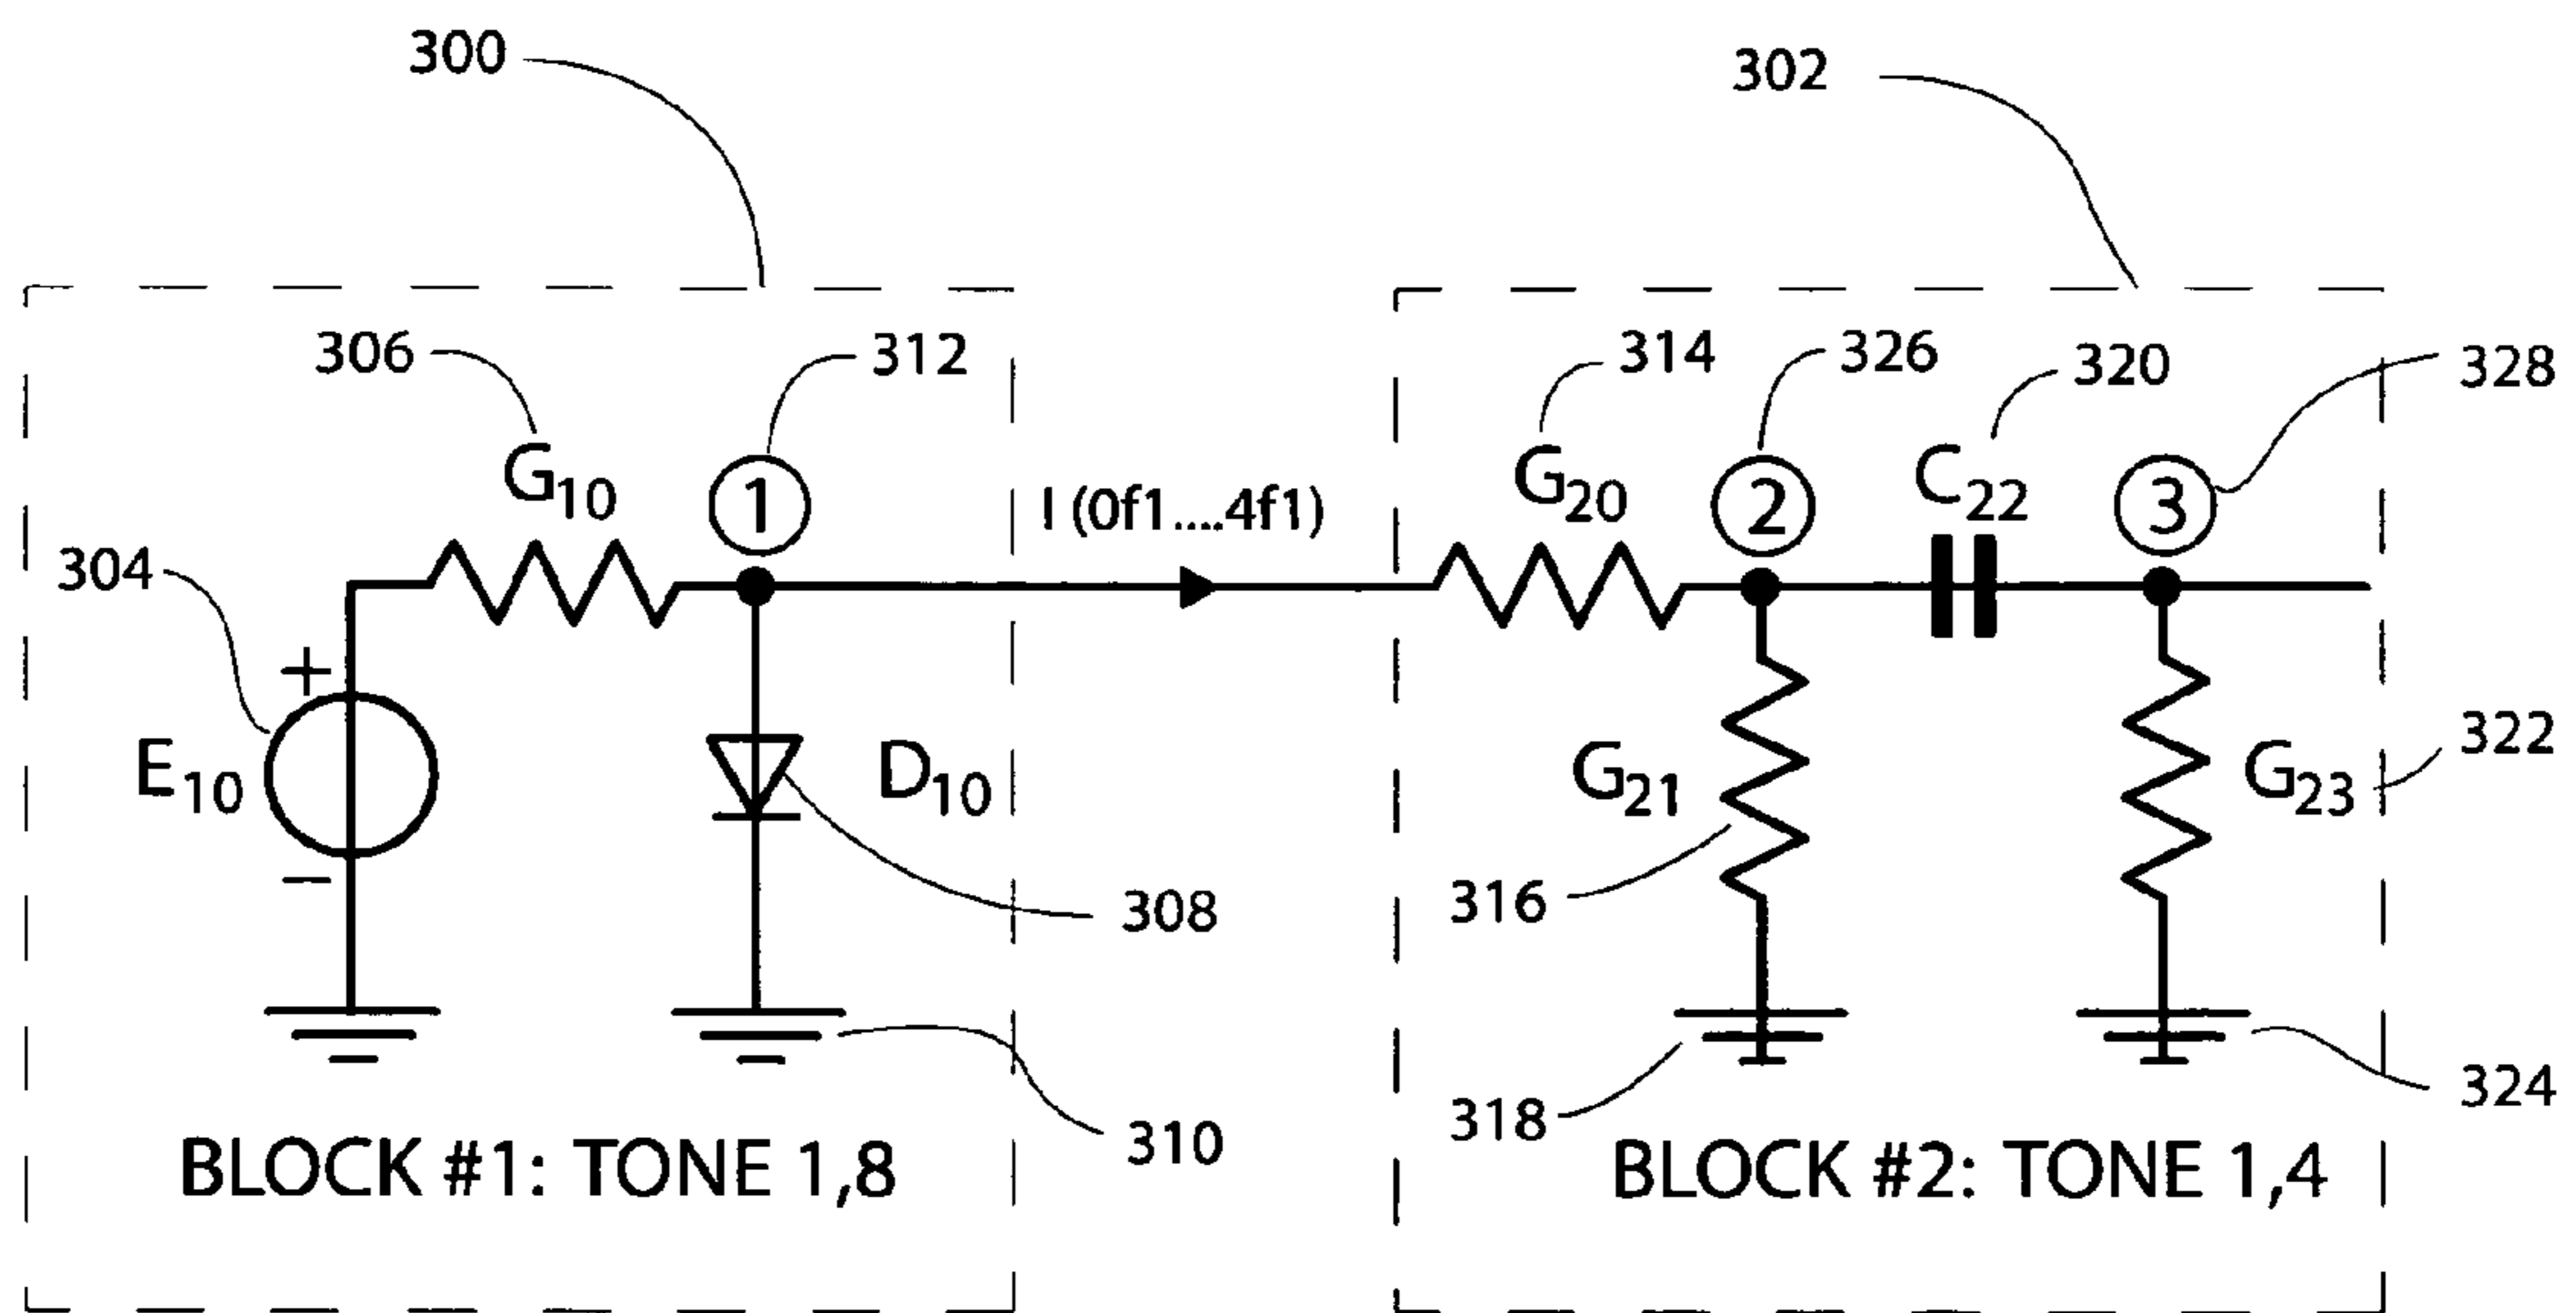 300
302
306
312
314
326
320
328
G10
1
I (0f1....4f1)
G20
2
C22
3
304
+
E10
−
D10
308
G21
316
G23
322
310
318
324
BLOCK #1: TONE 1,8
BLOCK #2: TONE 1,4